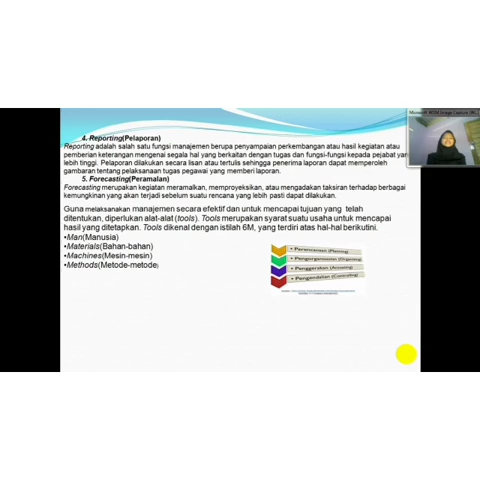 Microsoft WDM Image Capture (W...
4. Reporting(Pelaporan)
Reporting adalah salah satu fungsi manajemen berupa penyampaian perkembangan atau hasil kegiatan atau
pemberian keterangan mengenai segala hal yang berkaitan dengan tugas dan fungsi-fungsi kepada pejabat yang
lebih tinggi. Pelaporan dilakukan secara lisan atau tertulis sehingga penerima laporan dapat memperoleh
gambaran tentang pelaksanaan tugas pegawai yang memberi laporan.
5. Forecasting(Peramalan)
Forecasting merupakan kegiatan meramalkan, memproyeksikan, atau mengadakan taksiran terhadap berbagai
kemungkinan yang akan terjadi sebelum suatu rencana yang lebih pasti dapat dilakukan.
Guna melaksanakan manajemen secara efektif dan untuk mencapai tujuan yang telah
ditentukan, diperlukan alat-alat (tools). Tools merupakan syarat suatu usaha untuk mencapai
hasil yang ditetapkan. Tools dikenal dengan istilah 6M, yang terdiri atas hal-hal berikutini.
•Man(Manusia)
•Materials(Bahan-bahan)
•Machines(Mesin-mesin)
•Methods(Metode-metode)
• Perencanaan (Planning)
• Pengorganisasian (Organizing)
• Penggerakan (Actuating)
• Pengendalian (Controlling)